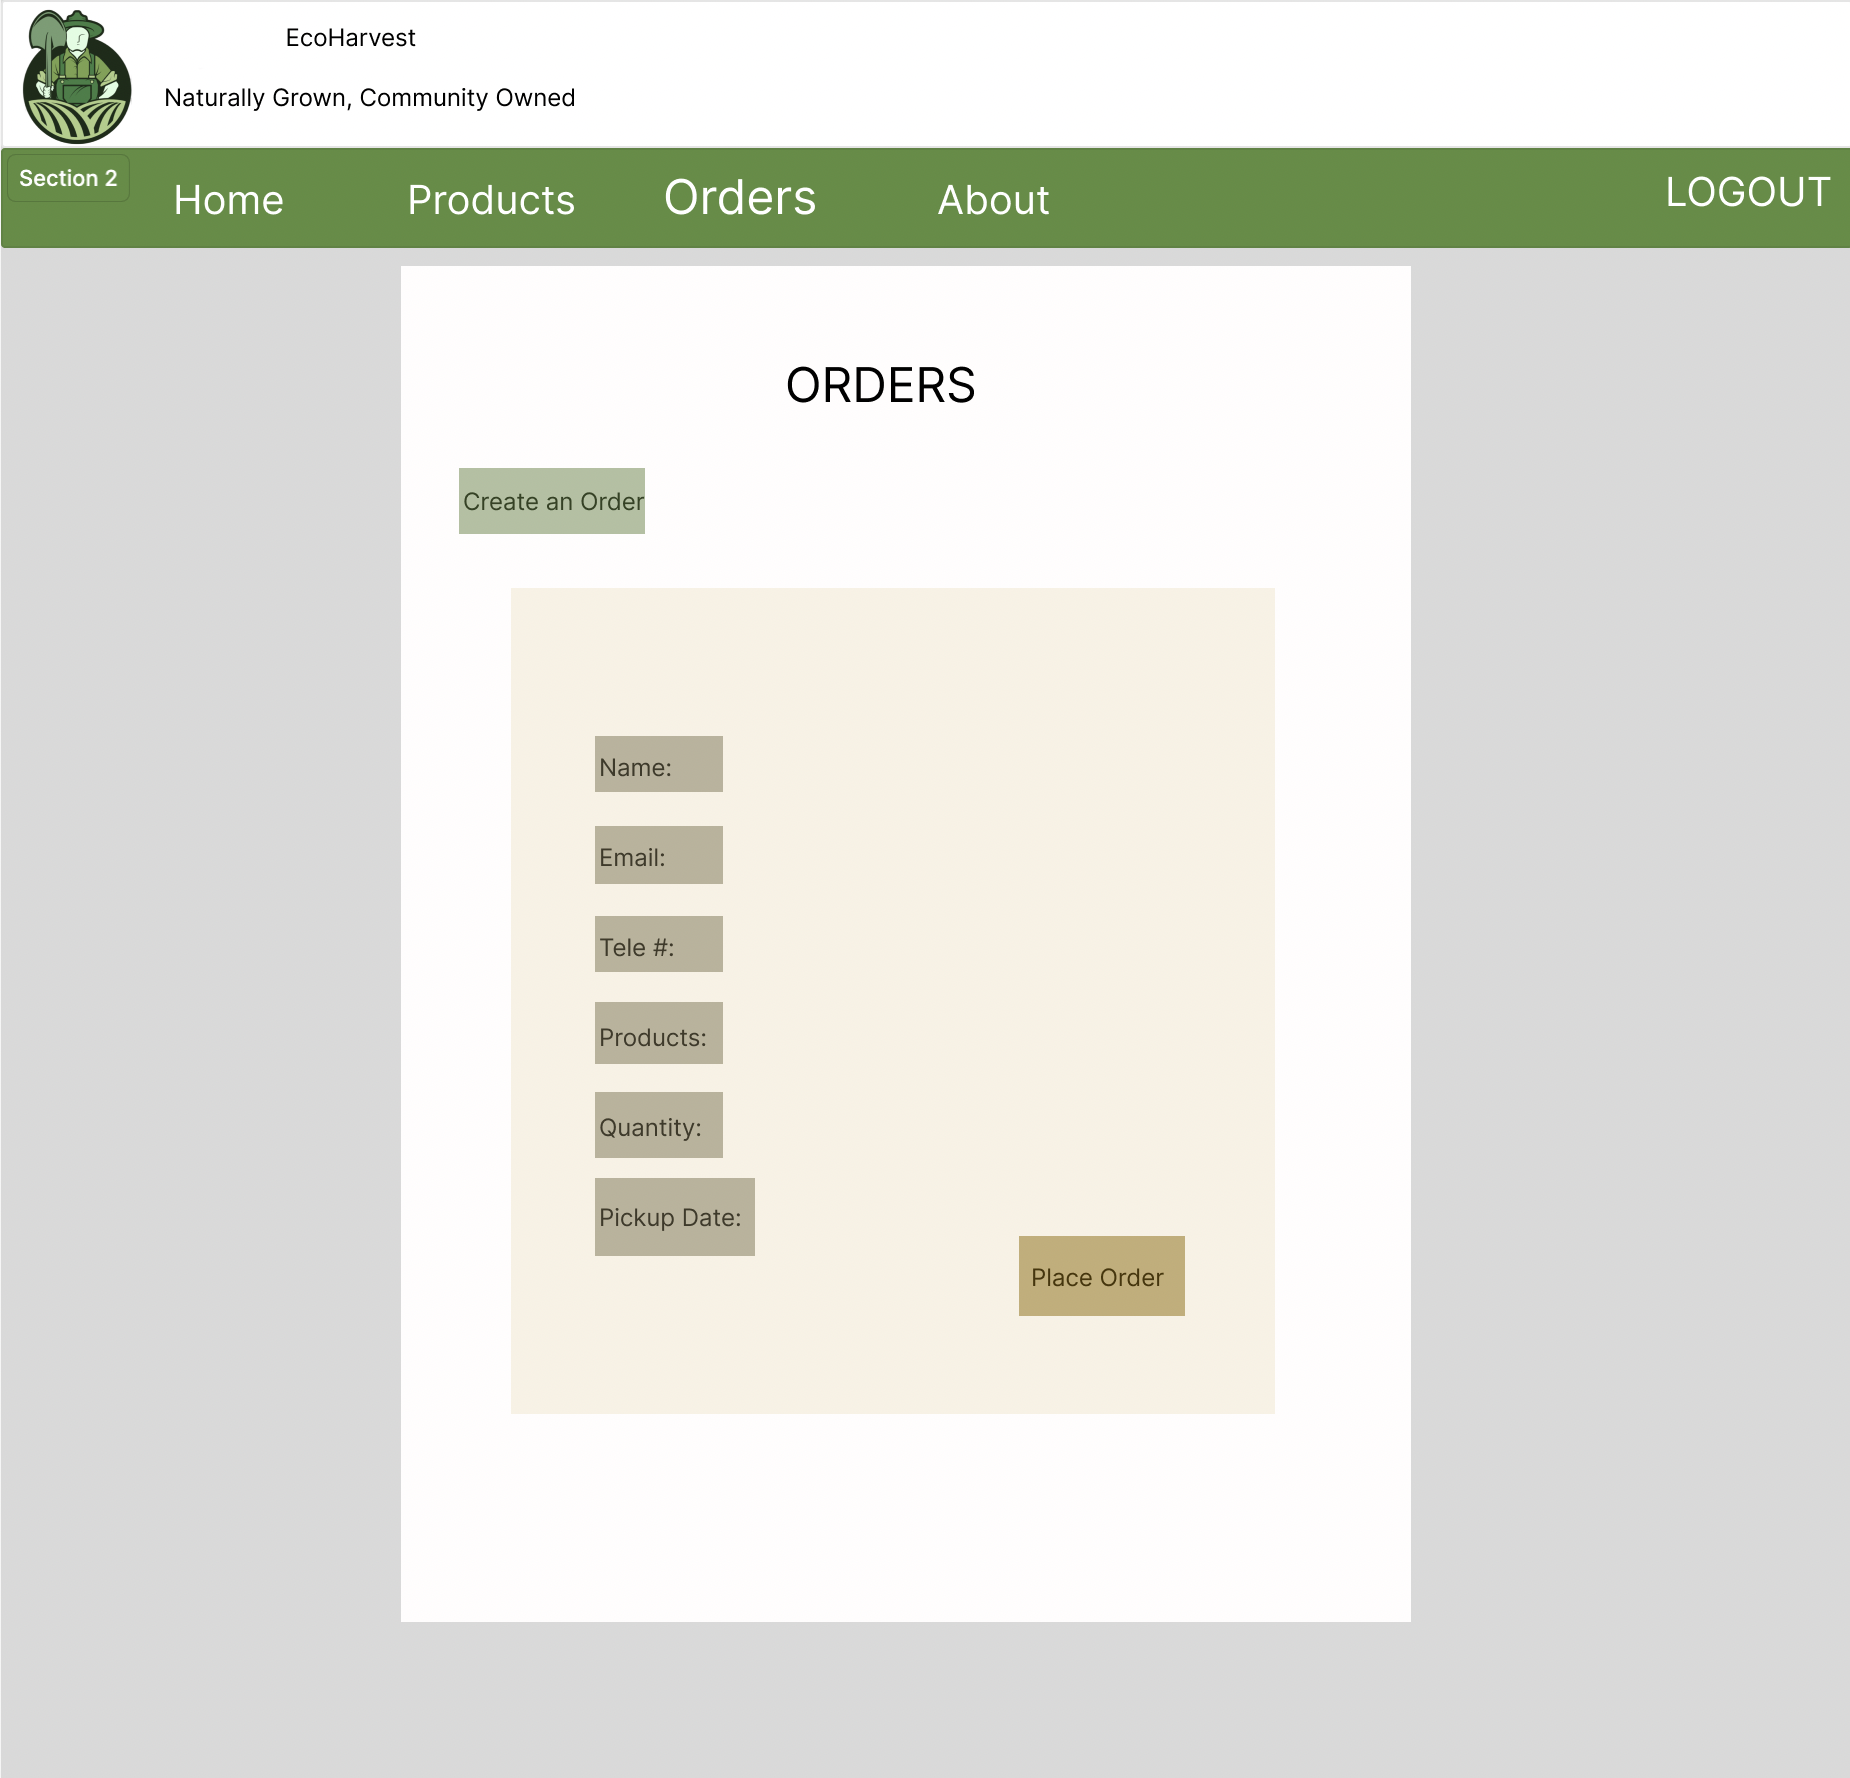 EcoHarvest
Naturally Grown, Community Owned
Section 2
Home Products Orders About LOGOUT
ORDERS
Create an Order
Name:
Email:
Tele #:
Products:
Quantity:
Pickup Date:
Place Order